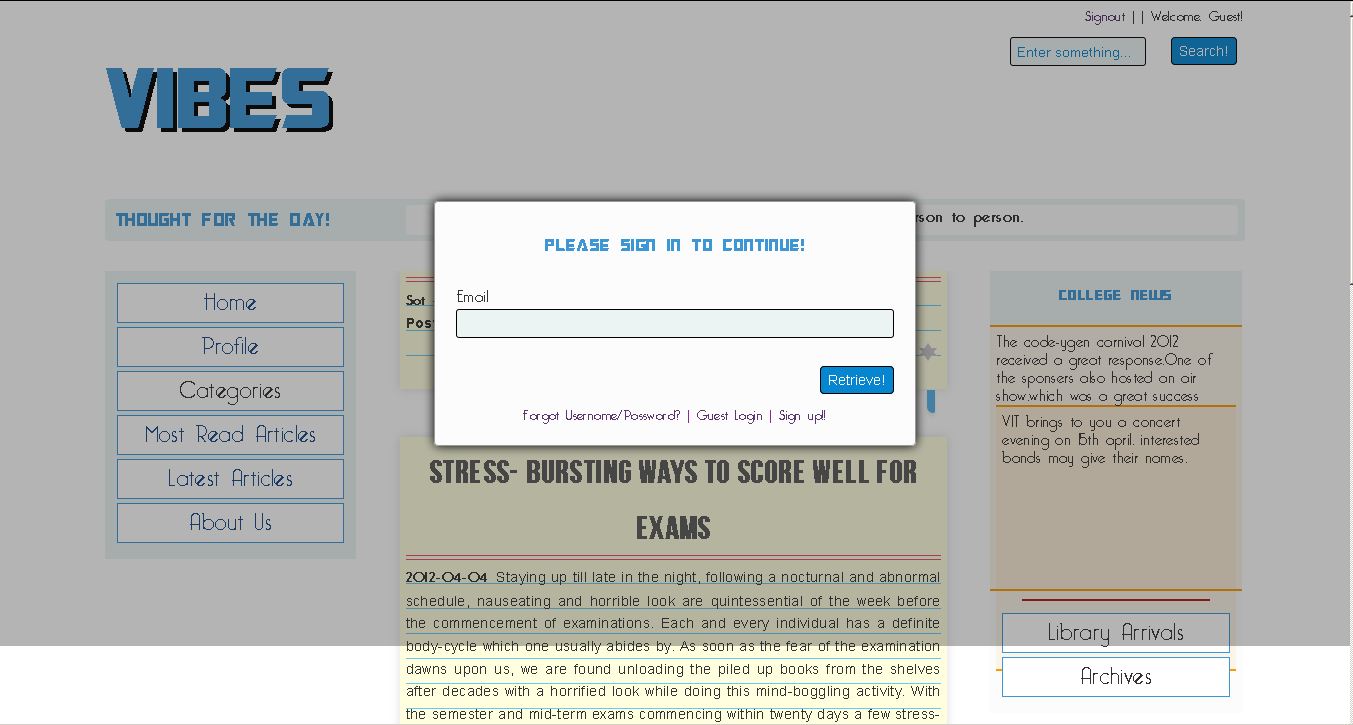 Signout | | Welcome, Guest!
Enter something...
Search!
VIBES
THOUGHT FOR THE DAY!
rson to person.
PLEASE SIGN IN TO CONTINUE!
Email
Retrieve!
Forgot Username/Password? | Guest Login | Sign up!!
Home
Profile
Categories
Most Read Articles
Latest Articles
About Us
Sot
Pos
STRESS- BURSTING WAYS TO SCORE WELL FOR
EXAMS
2012-04-04 Staying up till late in the night, following a nocturnal and abnormal
schedule, nauseating and horrible look are quintessential of the week before
the commencement of examinations. Each and every individual has a definite
body-cycle which one usually abides by. As soon as the fear of the examination
dawns upon us, we are found unloading the piled up books from the shelves
after decades with a horrified look while doing this mind-boggling activity. With
the semester and mid-term exams commencing within twenty days a few stress-
COLLEGE NEWS
The code-ygen carnival 2012
received a great response.One of
the sponsers also hosted an air
show.which was a great success
VIT brings to you a concert
evening on 15th april. interested
bands may give their names.
Library Arrivals
Archives